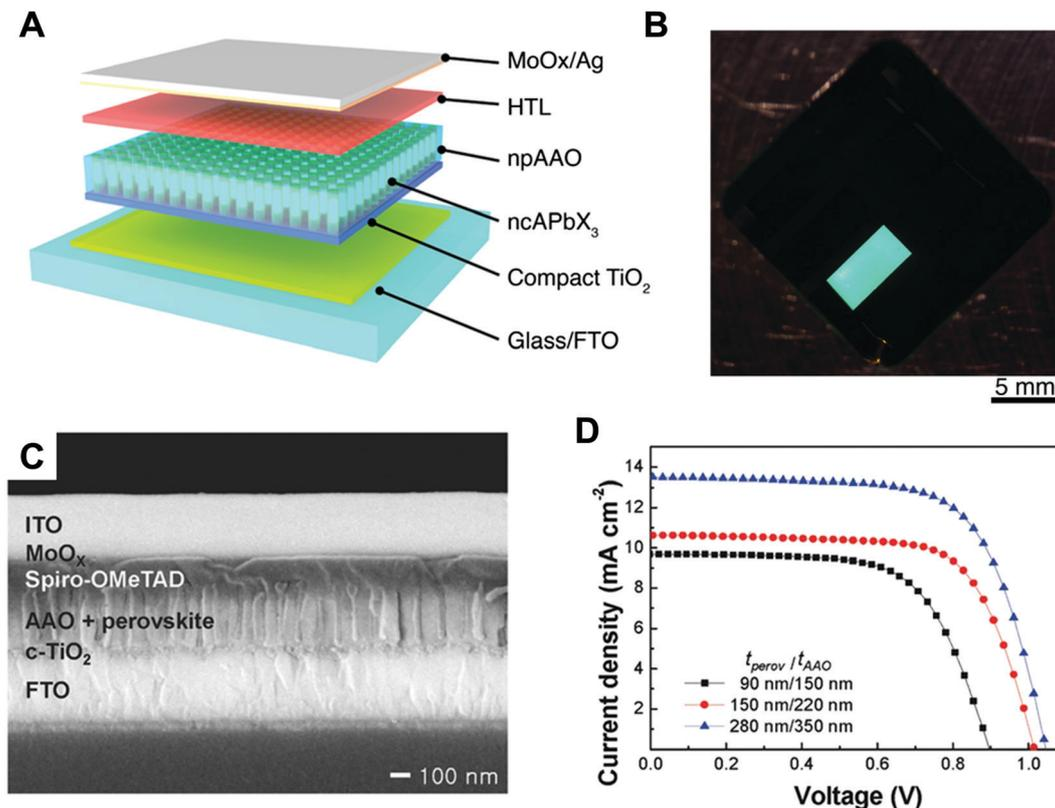 A
MoOx/Ag
HTL
npAAO
ncAPbX₃
Compact TiO₂
Glass/FTO
B
5 mm
C
ITO
MoOₓ
Spiro-OMeTAD
AAO + perovskite
c-TiO₂
FTO
100 nm
D
Current density (mA cm⁻²)
14
12
10
8
6
4
2
t_perov / t_AAO
90 nm/150 nm
150 nm/220 nm
280 nm/350 nm
0.0 0.2 0.4 0.6 0.8 1.0
Voltage (V)